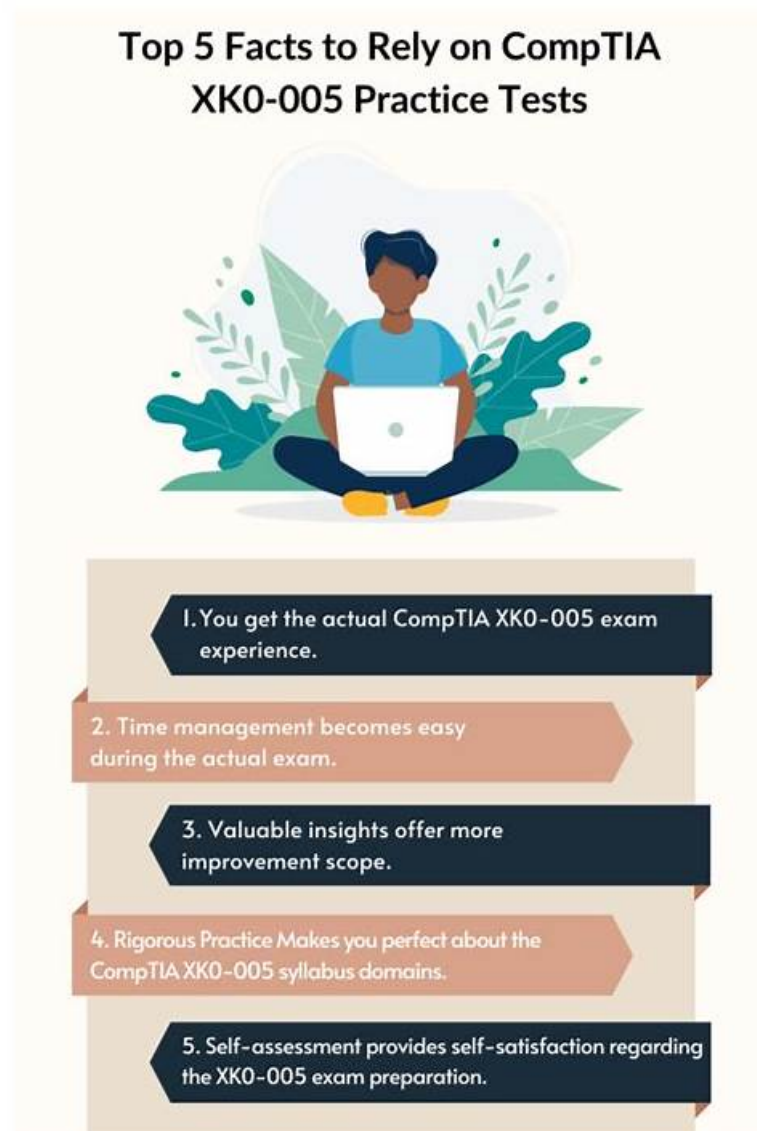 Top 5 Facts to Rely on CompTIA
XK0-005 Practice Tests
1. You get the actual CompTIA XK0-005 exam
experience.
2. Time management becomes easy
during the actual exam.
3. Valuable insights offer more
improvement scope.
4. Rigorous Practice Makes you perfect about the
CompTIA XK0-005 syllabus domains.
5. Self-assessment provides self-satisfaction regarding
the XK0-005 exam preparation.